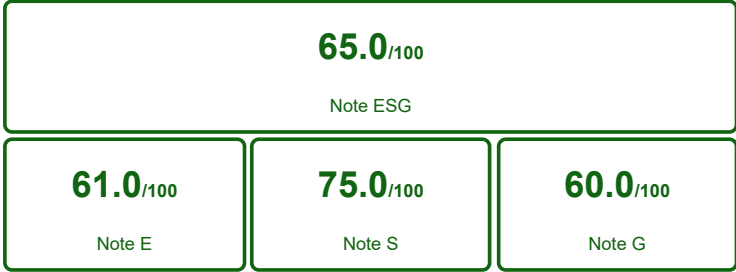 65.0/100
Note ESG
61.0/100
Note E
75.0/100
Note S
60.0/100
Note G